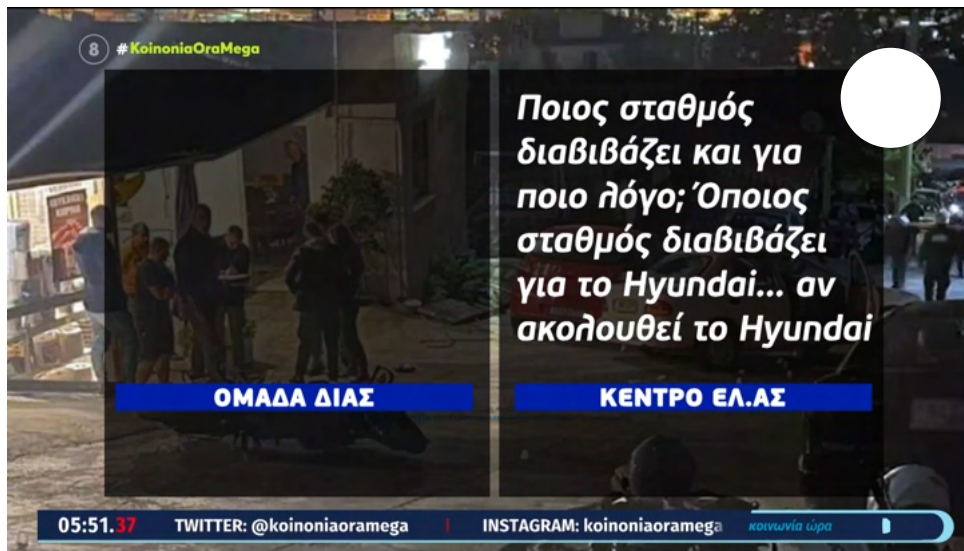 8 #KoinoniaOraMega
Ποιος σταθμός
διαβιβάζει και για
ποιο λόγο; Όποιος
σταθμός διαβιβάζει
για το Hyundai... αν
ακολουθεί το Hyundai
ΟΜΑΔΑ ΔΙΑΣ
ΚΕΝΤΡΟ ΕΛ.ΑΣ
05:51.37 TWITTER: @koinoniaoramega | INSTAGRAM: koinoniaoramega κοινωνία ώρα